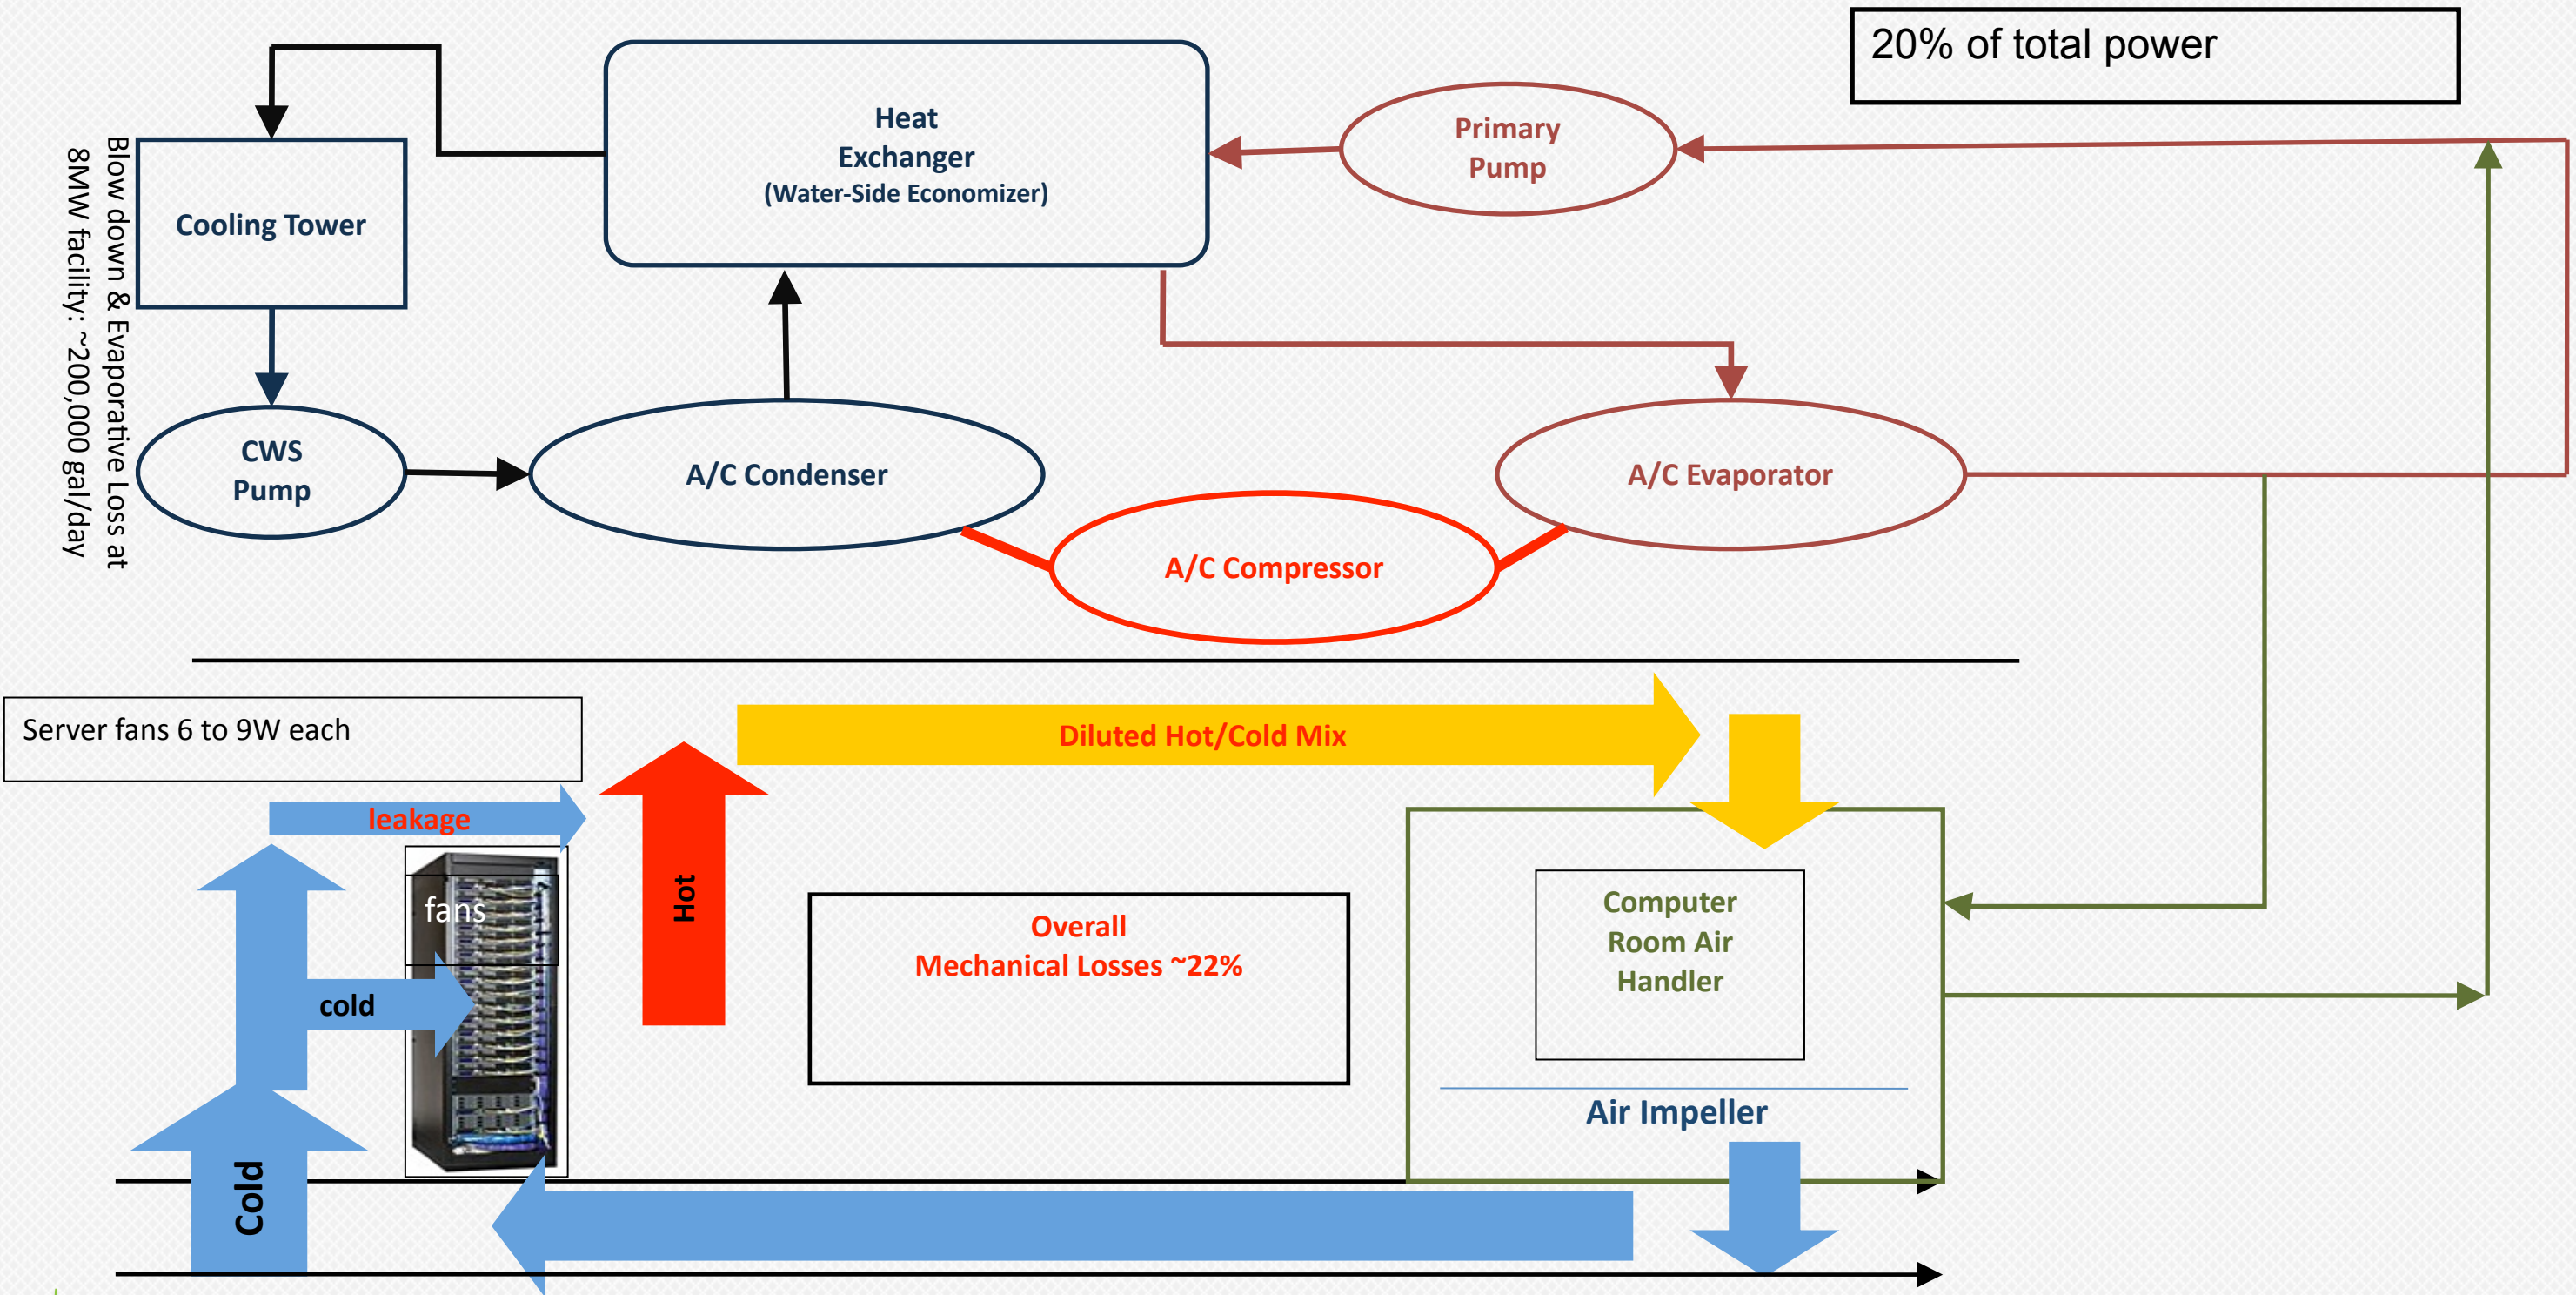 20% of total power
Heat
Exchanger
(Water-Side Economizer)
Primary
Pump
Cooling Tower
Blow down & Evaporative Loss at
8MW facility: ~200,000 gal/day
CWS
Pump
A/C Condenser
A/C Evaporator
A/C Compressor
Server fans 6 to 9W each
Diluted Hot/Cold Mix
leakage
fans
Hot
cold
Cold
Overall
Mechanical Losses ~22%
Computer
Room Air
Handler
Air Impeller